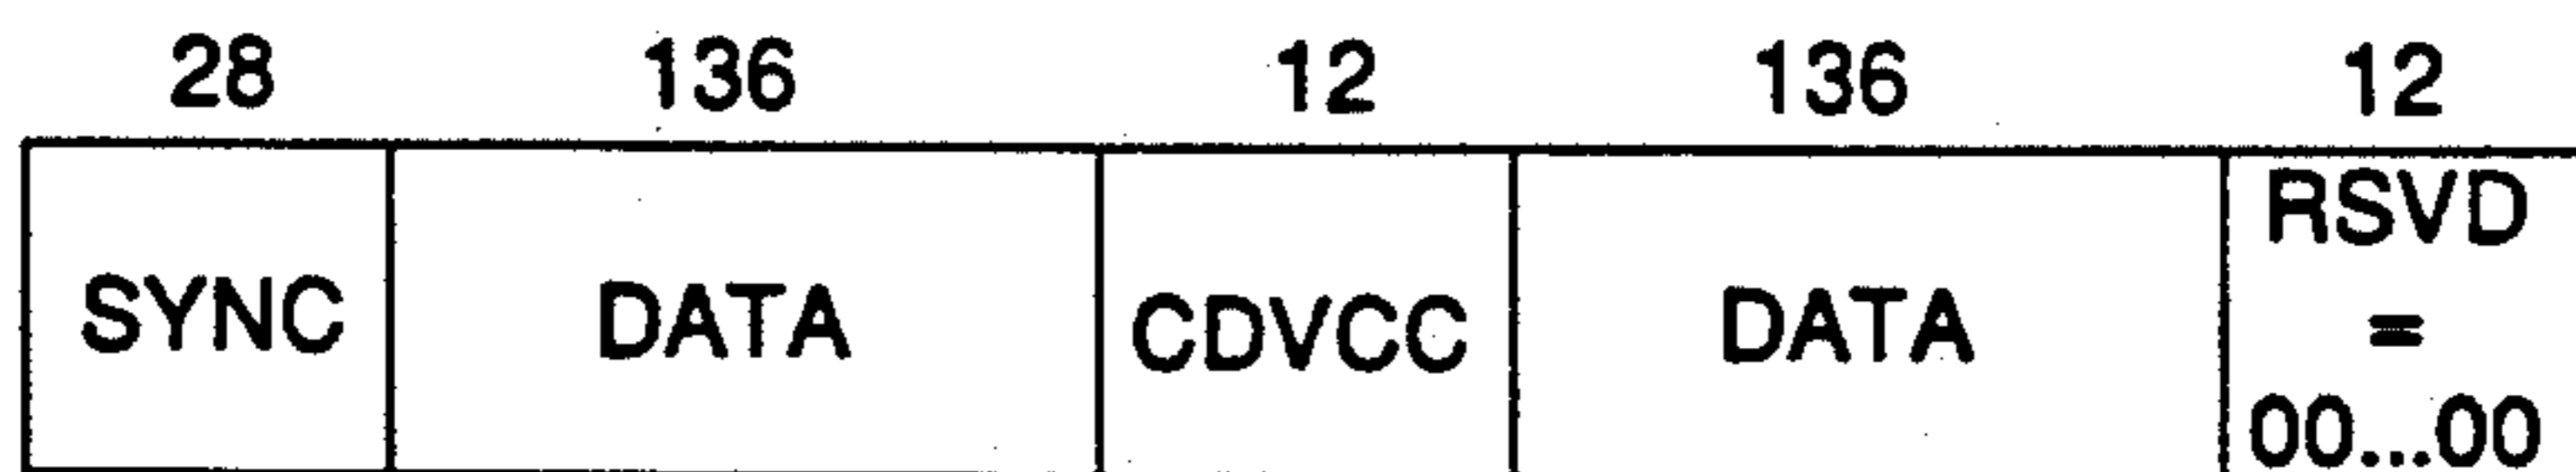 28 136 12 136 12
SYNC DATA CDVCC DATA RSVD
=
00...00